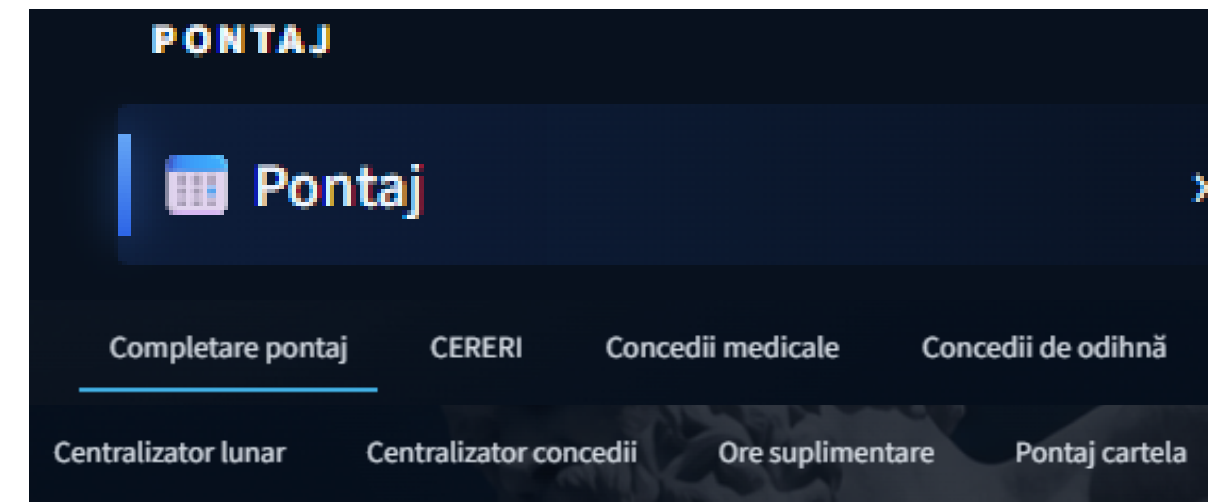 PONTAJ
Pontaj
Completare pontaj CERERI Concedii medicale Concedii de odihnă
Centralizator lunar Centralizator concedii Ore suplimentare Pontaj cartela